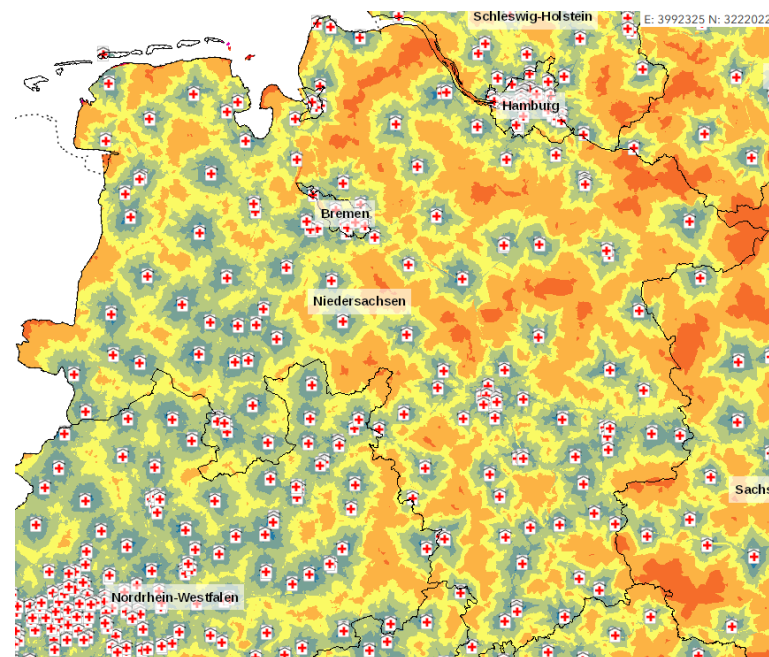 Schleswig-Holstein
E: 3992325 N: 3222022
Hamburg
Bremen
Niedersachsen
Sachs
Nordrhein-Westfalen